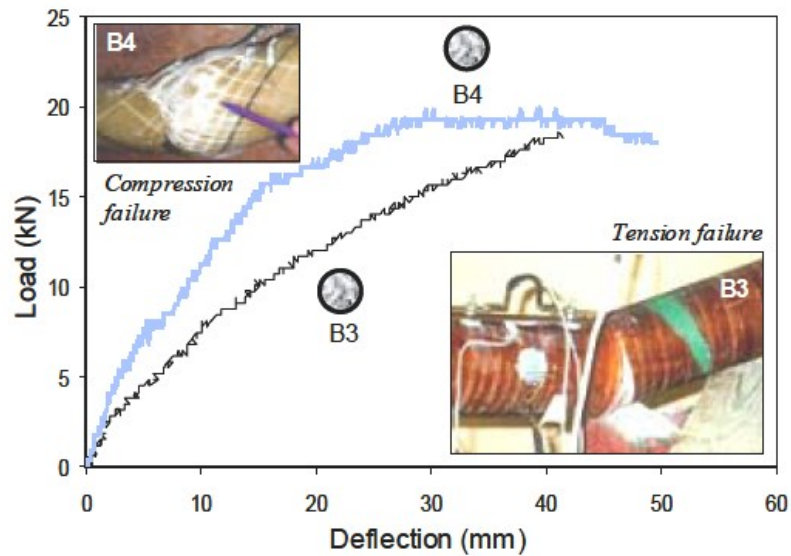 25
20
15
10
5
0
Load (kN)
B4
Compression
failure
B4
B3
Tension failure
B3
0
10
20
30
40
50
60
Deflection (mm)